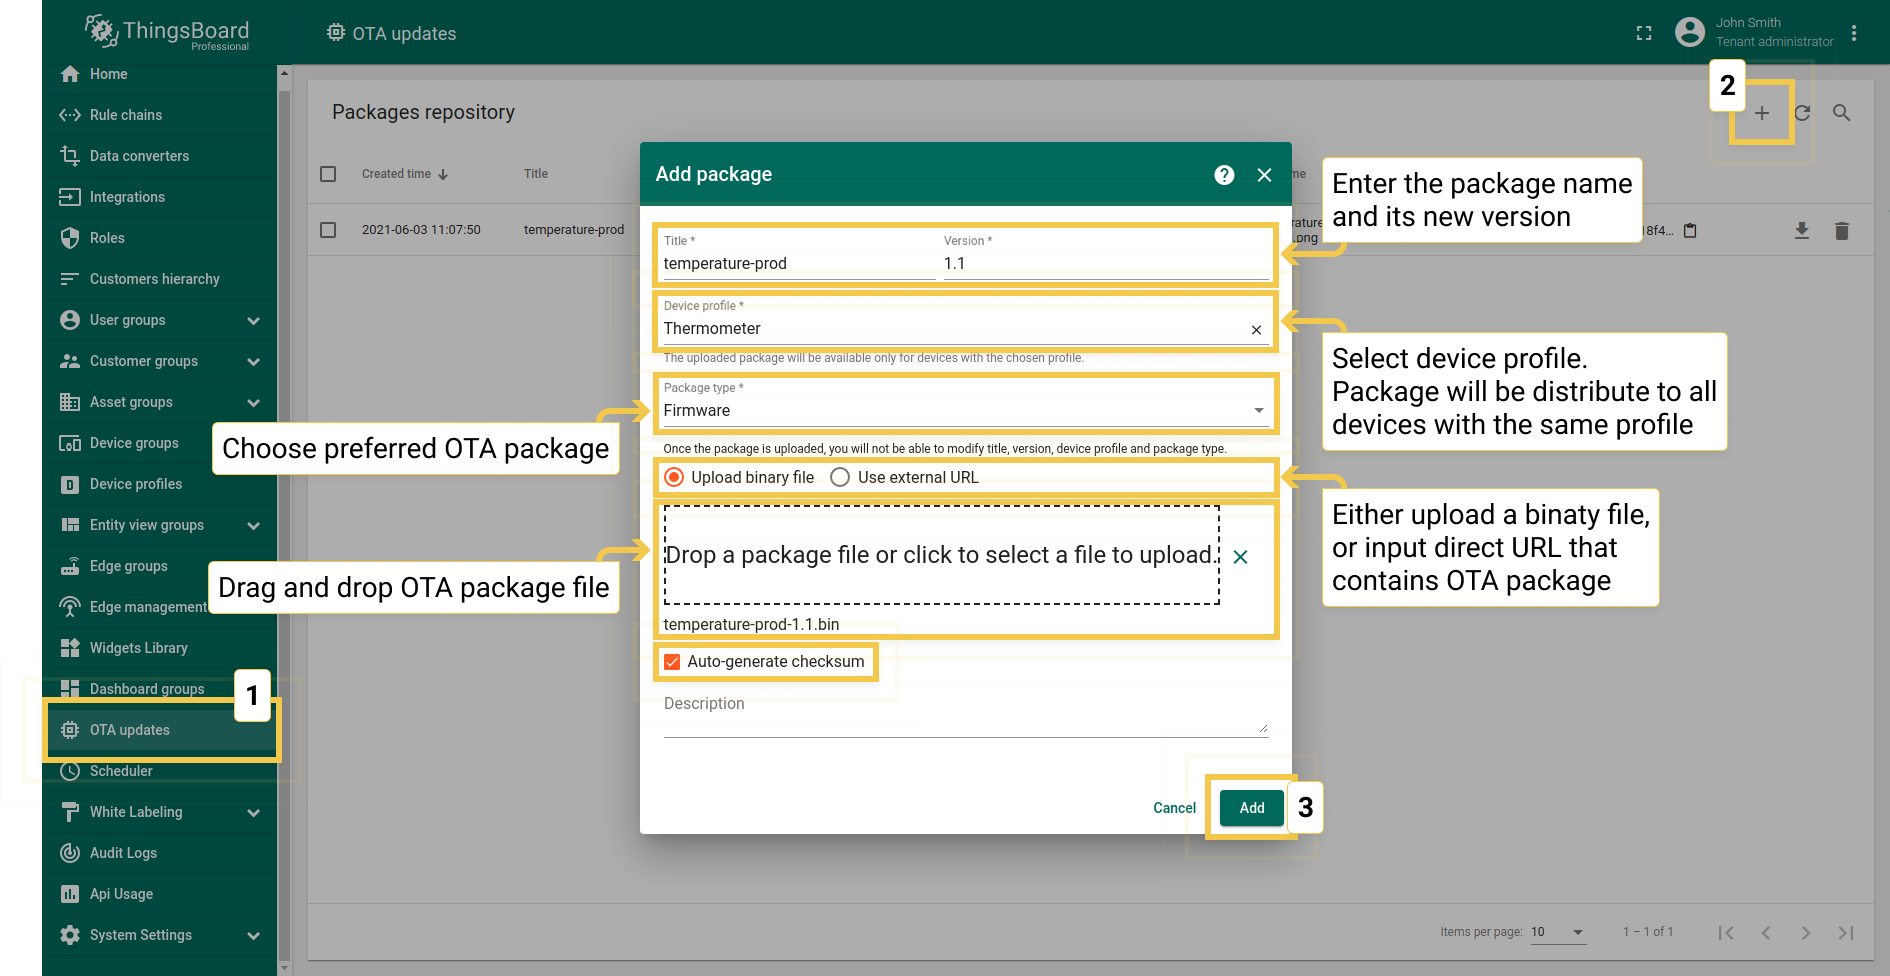 ThingsBoard
Professional
OTA updates
John Smith
Tenant administrator
Home
Rule chains
Data converters
Integrations
Roles
Customers hierarchy
User groups
Customer groups
Asset groups
Device groups
Device profiles
Entity view groups
Edge groups
Edge management
Widgets Library
Dashboard groups
1
OTA updates
Scheduler
White Labeling
Audit Logs
Api Usage
System Settings
Packages repository
2
Created time
Title
me
2021-06-03 11:07:50
temperature-prod
rature
.png
8f4...
Add package
?
Title *
temperature-prod
Version *
1.1
Enter the package name
and its new version
Device profile *
Thermometer
The uploaded package will be available only for devices with the chosen profile.
Select device profile.
Package will be distribute to all
devices with the same profile
Package type *
Firmware
Choose preferred OTA package
Once the package is uploaded, you will not be able to modify title, version, device profile and package type.
Upload binary file
Use external URL
Either upload a binaty file,
or input direct URL that
contains OTA package
Drop a package file or click to select a file to upload.
Drag and drop OTA package file
temperature-prod-1.1.bin
Auto-generate checksum
Description
Cancel
Add
3
Items per page:
10
1 – 1 of 1